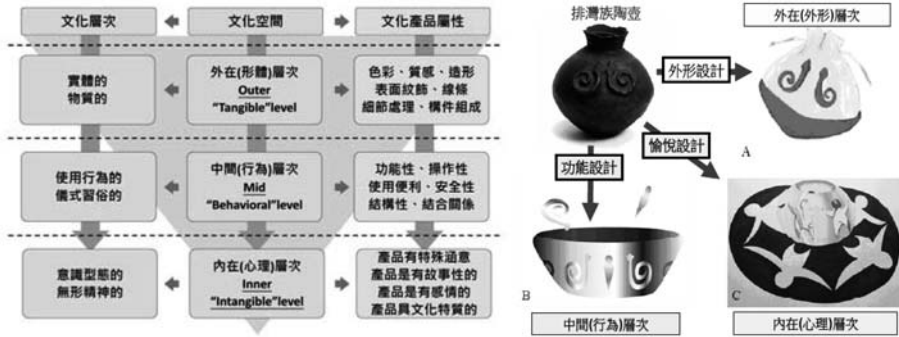 文化層次
文化空間
文化產品屬性
實體的
物質的
外在(形體)層次
Outer
"Tangible"level
色彩、質感、造形
表面紋飾、線條
細節處理、構件組成
使用行為的
儀式習俗的
中間(行為)層次
Mid
"Behavioral"level
功能性、操作性
使用便利、安全性
結構性、結合關係
意識型態的
無形精神的
內在(心理)層次
Inner
"Intangible"level
產品有特殊涵意
產品是有故事性的
產品是有感情的
產品具文化特質的
排灣族陶壺
外在(外形)層次
外形設計
A
功能設計
愉悅設計
B
中間(行為)層次
C
內在(心理)層次